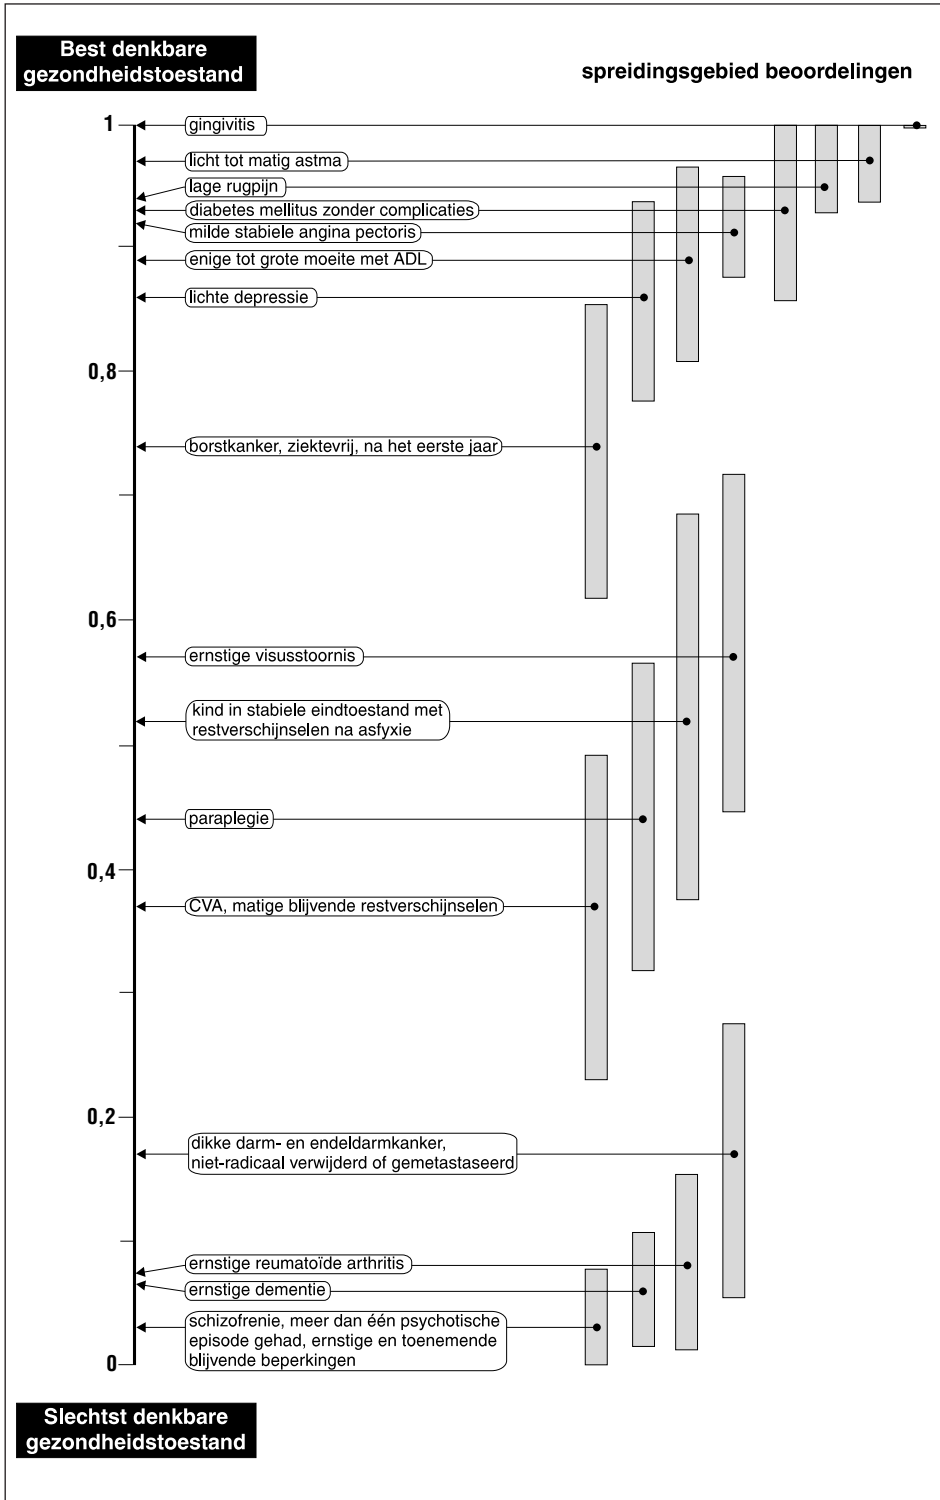 Best denkbare
gezondheidstoestand
spreidingsgebied beoordelingen
1
gingivitis
licht tot matig astma
lage rugpijn
diabetes mellitus zonder complicaties
milde stabiele angina pectoris
enige tot grote moeite met ADL
lichte depressie
0,8
borstkanker, ziektevrij, na het eerste jaar
0,6
ernstige visusstoornis
kind in stabiele eindtoestand met
restverschijnselen na asfyxie
paraplegie
0,4
CVA, matige blijvende restverschijnselen
0,2
dikke darm- en endeldarmkanker,
niet-radicaal verwijderd of gemetastaseerd
ernstige reumatoïde arthritis
ernstige dementie
schizofrenie, meer dan één psychotische
episode gehad, ernstige en toenemende
blijvende beperkingen
0
Slechtst denkbare
gezondheidstoestand